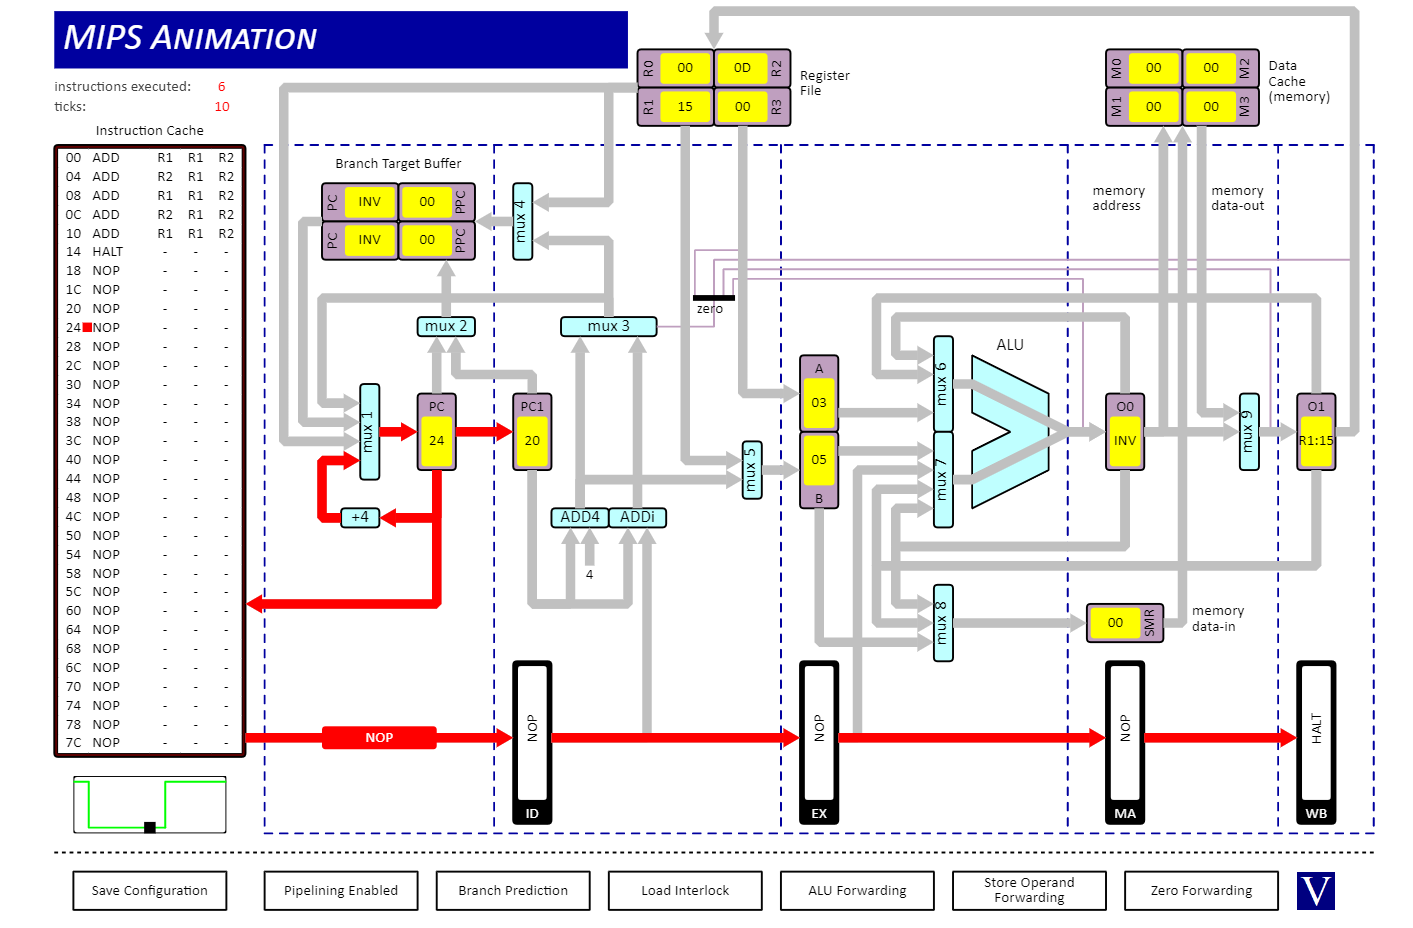 MIPS ANIMATION
instructions executed: 6
ticks: 10
Instruction Cache
00 ADD R1 R1 R2
04 ADD R2 R1 R2
08 ADD R1 R1 R2
0C ADD R2 R1 R2
10 ADD R1 R1 R2
14 HALT - - -
18 NOP - - -
1C NOP - - -
20 NOP - - -
24 NOP - - -
28 NOP - - -
2C NOP - - -
30 NOP - - -
34 NOP - - -
38 NOP - - -
3C NOP - - -
40 NOP - - -
44 NOP - - -
48 NOP - - -
4C NOP - - -
50 NOP - - -
54 NOP - - -
58 NOP - - -
5C NOP - - -
60 NOP - - -
64 NOP - - -
68 NOP - - -
6C NOP - - -
70 NOP - - -
74 NOP - - -
78 NOP - - -
7C NOP - - -
R0 00 0D R2
R1 15 00 R3
Register
File
M0 00 00 M2
M1 00 00 M3
Data
Cache
(memory)
Branch Target Buffer
PC INV 00 PPC
PC INV 00 PPC
mux 4
memory
address
memory
data-out
zero
mux 2
mux 3
ALU
mux 1
PC
24
PC1
20
mux 5
A
03
05
B
mux 6
mux 7
O0
INV
mux 9
O1
R1:15
+4
ADD4
ADDi
4
mux 8
00 SMR
memory
data-in
NOP
NOP
ID
NOP
EX
NOP
MA
HALT
WB
Save Configuration
Pipelining Enabled
Branch Prediction
Load Interlock
ALU Forwarding
Store Operand
Forwarding
Zero Forwarding
V